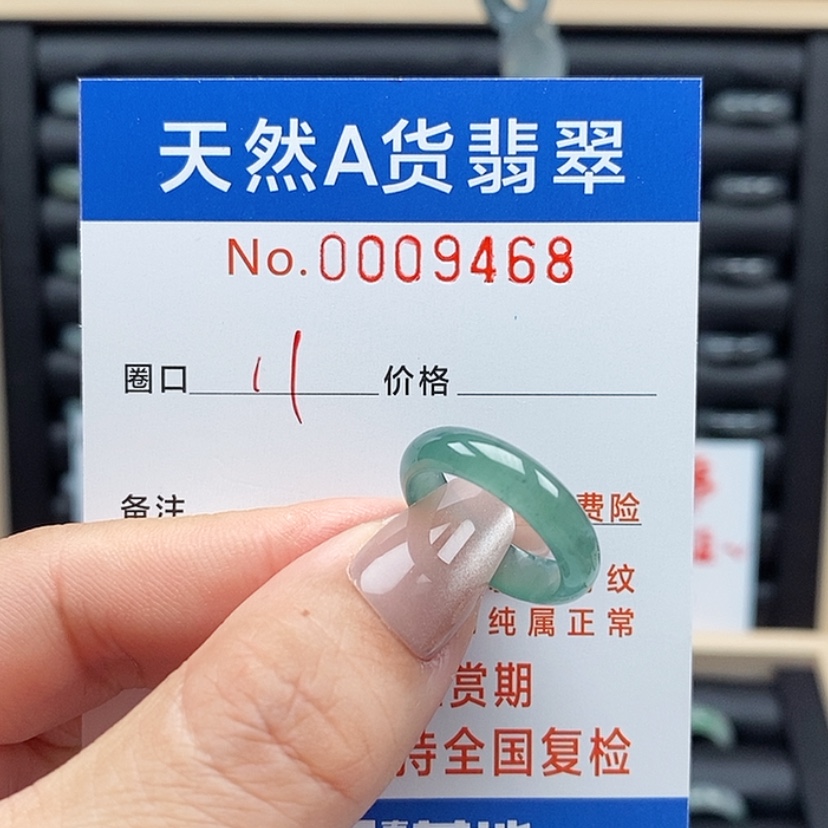 天然A货翡翠
No.0009468
圈口 11 价格
备注
费险
纹
纯属正常
赏期
持全国复检